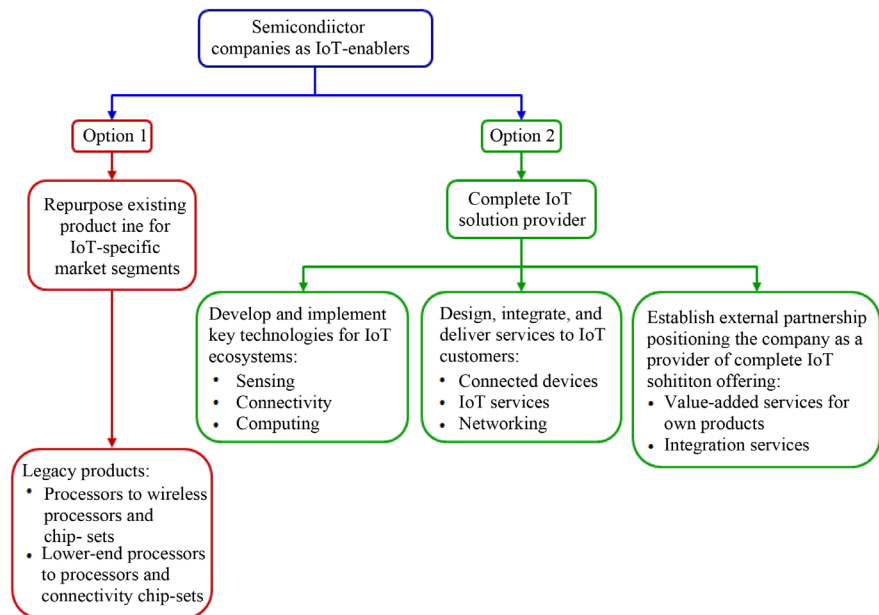 Semicondiictor
companies as IoT-enablers
Option 1
Option 2
Repurpose existing
product ine for
IoT-specific
market segments
Complete IoT
solution provider
Develop and implement
key technologies for IoT
ecosystems:
• Sensing
• Connectivity
• Computing
Design, integrate, and
deliver services to IoT
customers:
• Connected devices
• IoT services
• Networking
Establish external partnership
positioning the company as a
provider of complete IoT
sohititon offering:
• Value-added services for
own products
• Integration services
Legacy products:
• Processors to wireless
processors and
chip- sets
• Lower-end processors
to processors and
connectivity chip-sets